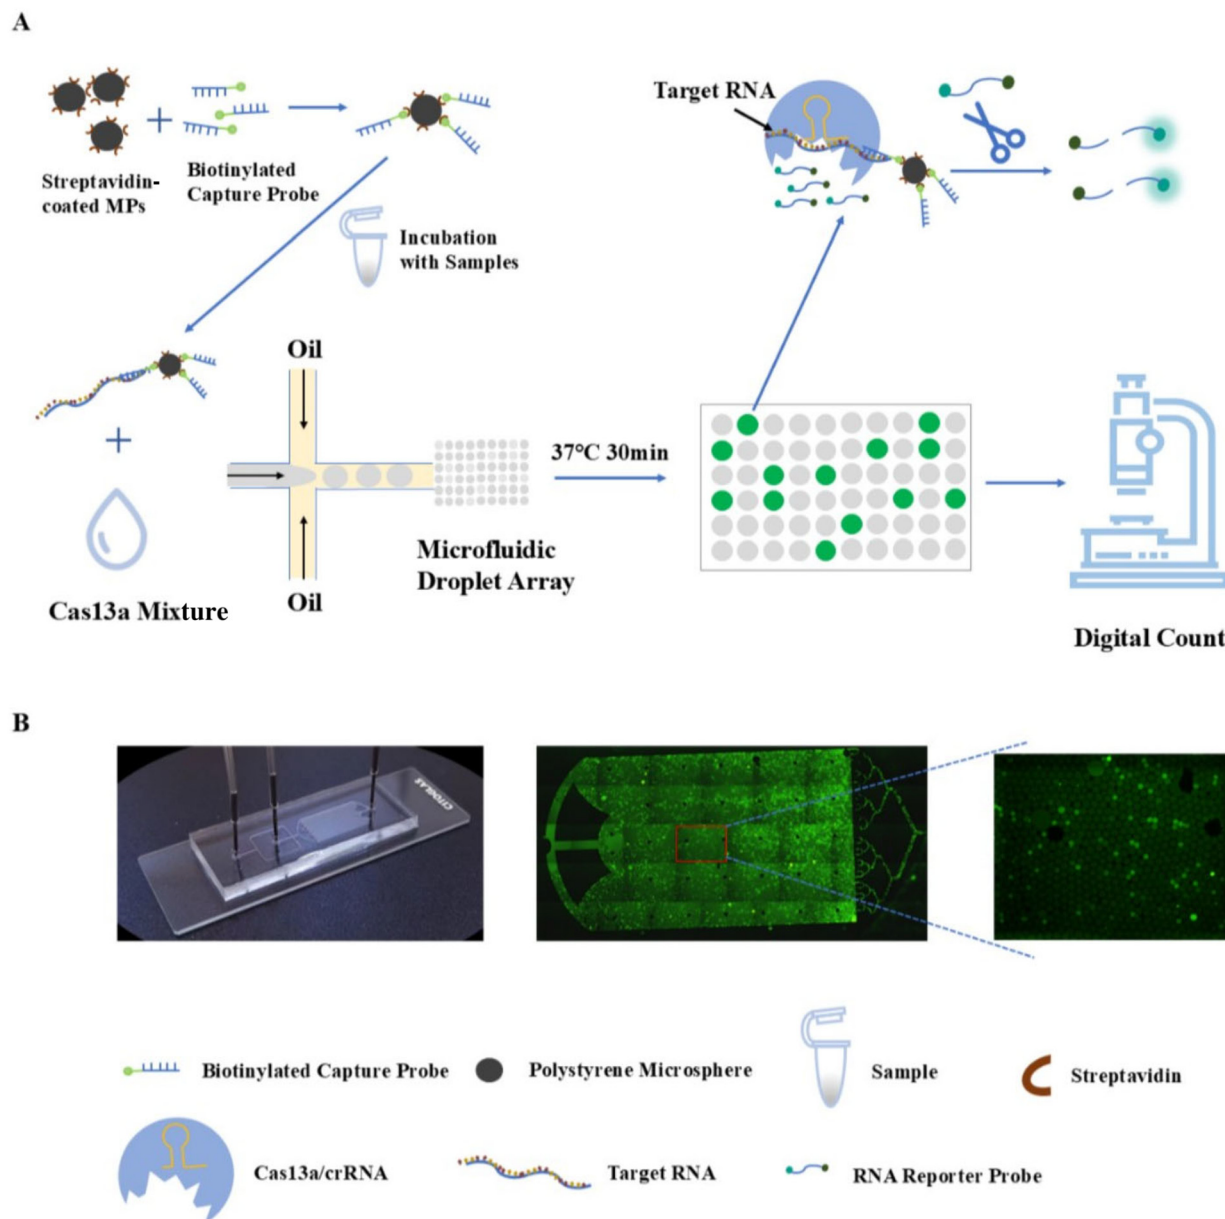 A
Streptavidin-
coated MPs
Biotinylated
Capture Probe
Incubation
with Samples
Target RNA
Oil
Oil
Cas13a Mixture
Microfluidic
Droplet Array
37°C 30min
Digital Count
B
CITOGLAS
Biotinylated Capture Probe
Polystyrene Microsphere
Sample
Streptavidin
Cas13a/crRNA
Target RNA
RNA Reporter Probe